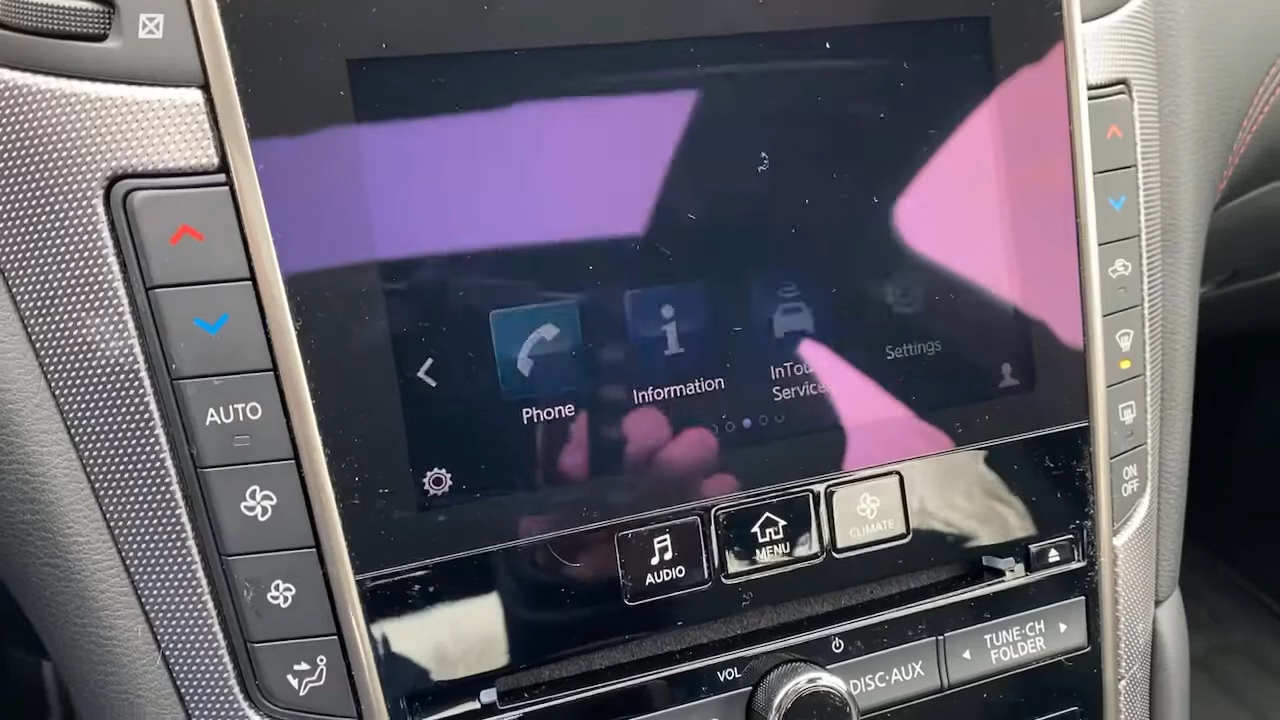 AUTO
Phone
Information
Settings
AUDIO
MENU
CLIMATE
ON
OFF
VOL
DISC·AUX
TUNE·CH
FOLDER